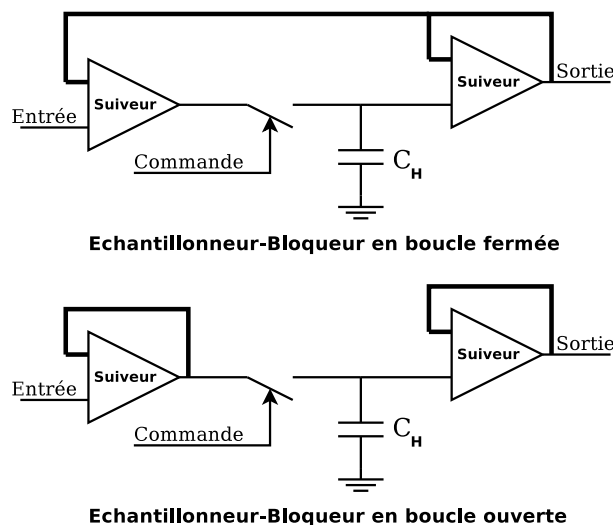 Sortie
Suiveur
Suiveur
Entrée
Commande
C_H
Echantillonneur-Bloqueur en boucle fermée
Sortie
Suiveur
Suiveur
Entrée
Commande
C_H
Echantillonneur-Bloqueur en boucle ouverte